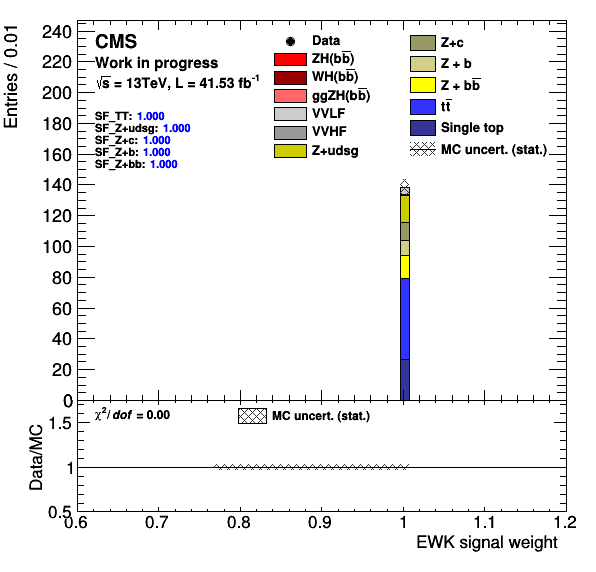 CMS
Work in progress
√s = 13TeV, L = 41.53 fb⁻¹
SF_TT: 1.000
SF_Z+udsg: 1.000
SF_Z+c: 1.000
SF_Z+b: 1.000
SF_Z+bb: 1.000
Data
ZH(bb̅)
WH(bb̅)
ggZH(bb̅)
VVLF
VVHF
Z+udsg
Z+c
Z + b
Z + bb̅
tt̅
Single top
MC uncert. (stat.)
Entries / 0.01
240
220
200
180
160
140
120
100
80
60
40
20
0
χ²/dof = 0.00
MC uncert. (stat.)
Data/MC
1.5
1
0.5
0.6
0.7
0.8
0.9
1
1.1
1.2
EWK signal weight